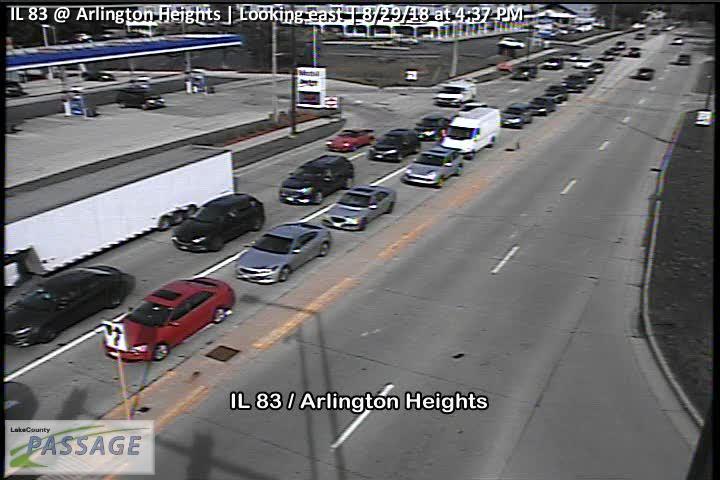 IL 83 @ Arlington Heights | Looking east | 8/29/18 at 4:37 PM
Mobil
IL 83 / Arlington Heights
LakeCounty
PASSAGE